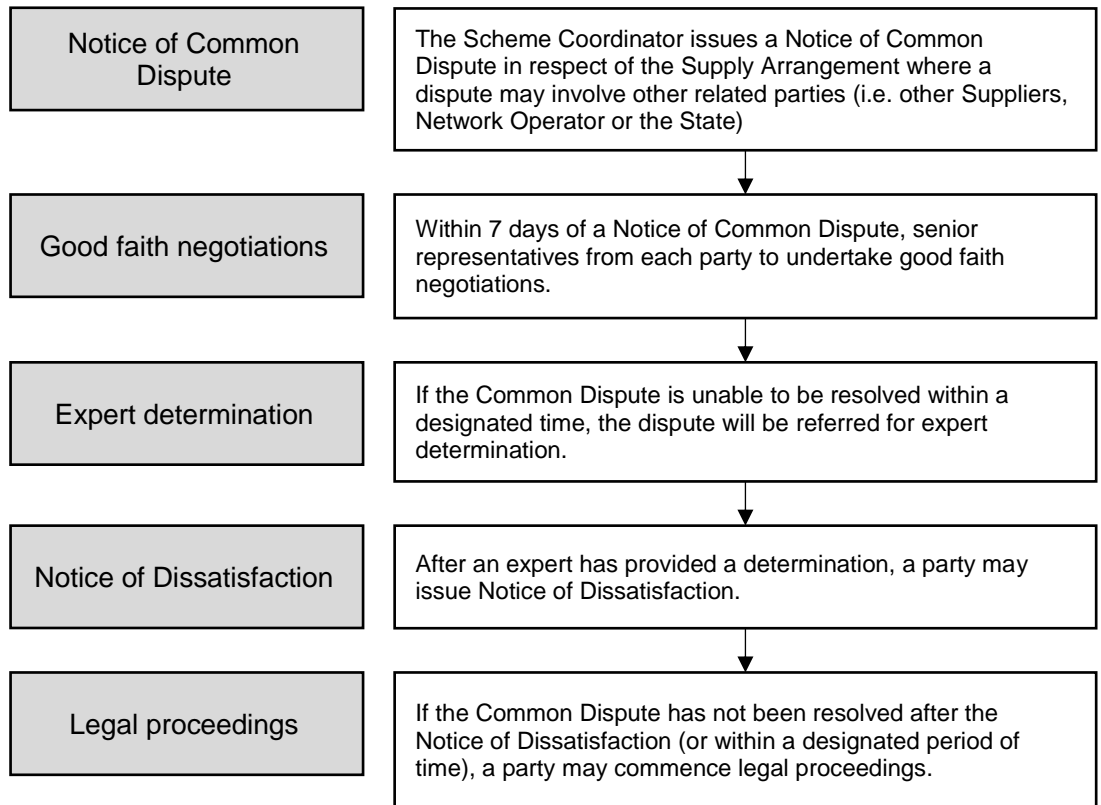 Notice of Common
Dispute
The Scheme Coordinator issues a Notice of Common
Dispute in respect of the Supply Arrangement where a
dispute may involve other related parties (i.e. other Suppliers,
Network Operator or the State)
Good faith negotiations
Within 7 days of a Notice of Common Dispute, senior
representatives from each party to undertake good faith
negotiations.
Expert determination
If the Common Dispute is unable to be resolved within a
designated time, the dispute will be referred for expert
determination.
Notice of Dissatisfaction
After an expert has provided a determination, a party may
issue Notice of Dissatisfaction.
Legal proceedings
If the Common Dispute has not been resolved after the
Notice of Dissatisfaction (or within a designated period of
time), a party may commence legal proceedings.